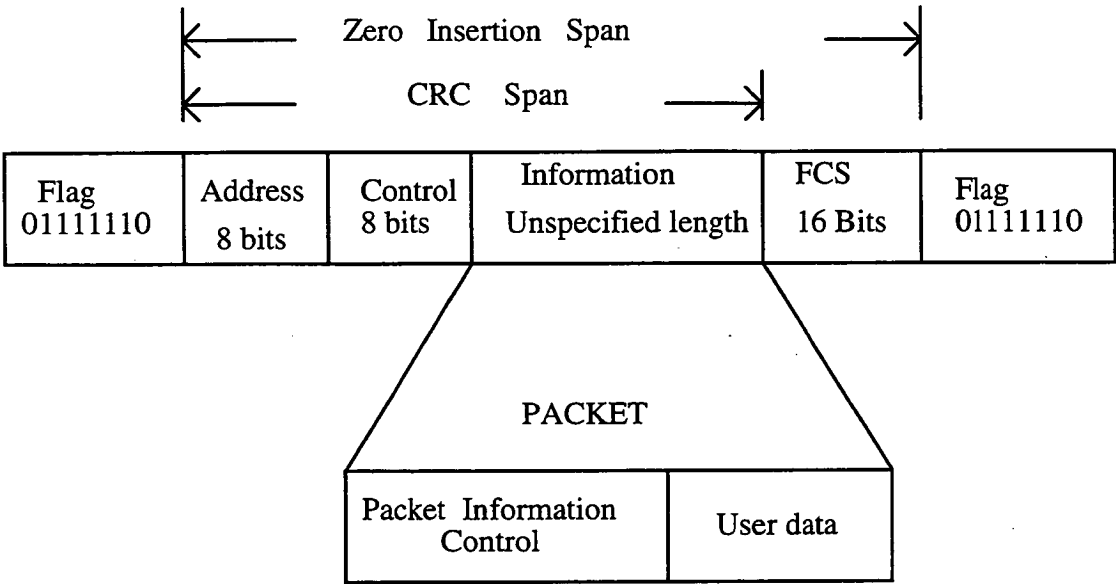 Zero Insertion Span
CRC Span
Flag
01111110
Address
8 bits
Control
8 bits
Information
Unspecified length
FCS
16 Bits
Flag
01111110
PACKET
Packet Information
Control
User data